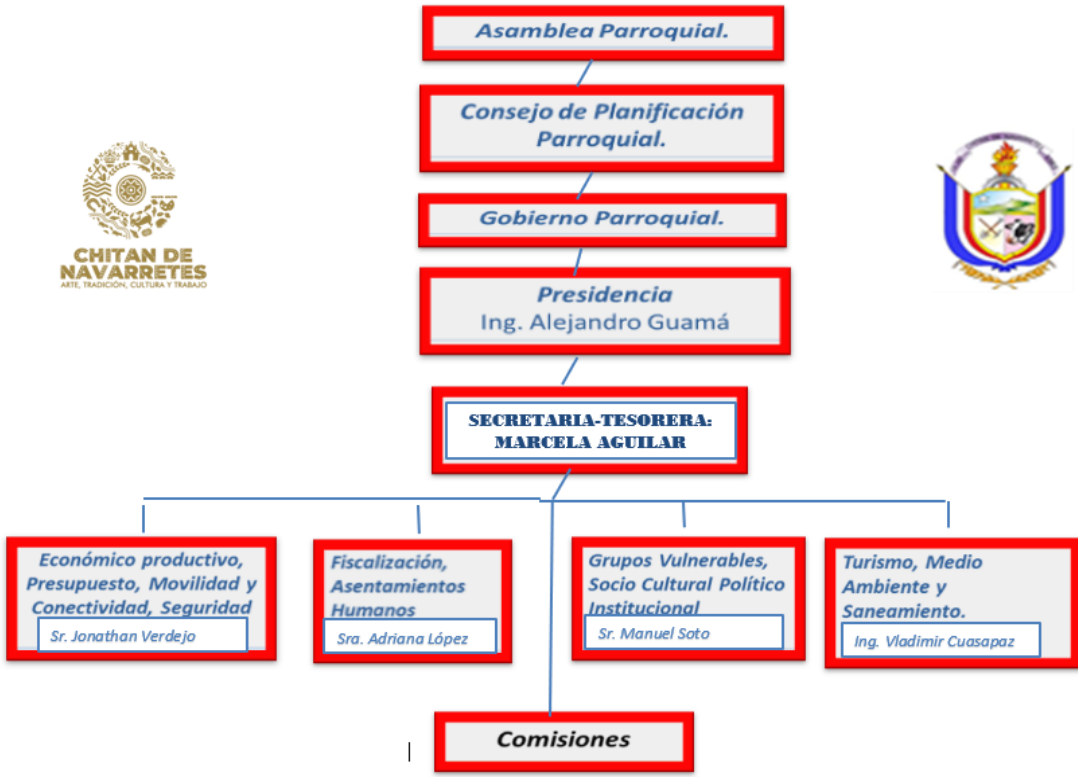 Asamblea Parroquial.
Consejo de Planificación
Parroquial.
Gobierno Parroquial.
CHITAN DE
NAVARRETES
ARTE, TRADICIÓN, CULTURA Y TRABAJO
Presidencia
Ing. Alejandro Guamá
SECRETARIA-TESORERA:
MARCELA AGUILAR
Económico productivo,
Presupuesto, Movilidad y
Conectividad, Seguridad
Sr. Jonathan Verdejo
Fiscalización,
Asentamientos
Humanos
Sra. Adriana López
Grupos Vulnerables,
Socio Cultural Político
Institucional
Sr. Manuel Soto
Turismo, Medio
Ambiente y
Saneamiento.
Ing. Vladimir Cuasapaz
Comisiones